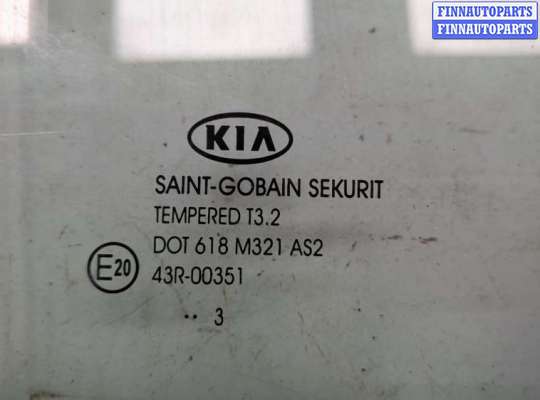 FINNAUTOPARTS
FINNAUTOPARTS
KIA
SAINT-GOBAIN SEKURIT
TEMPERED T3.2
DOT 618 M321 AS2
E20 43R-00351
.. 3